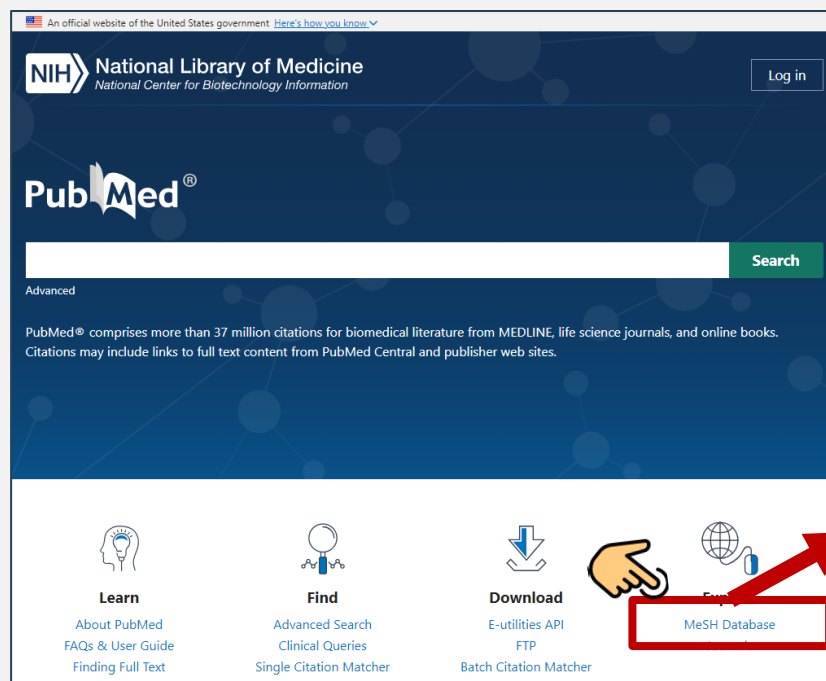 An official website of the United States government Here's how you know
NIH National Library of Medicine
National Center for Biotechnology Information
Log in
PubMed®
Search
Advanced
PubMed® comprises more than 37 million citations for biomedical literature from MEDLINE, life science journals, and online books.
Citations may include links to full text content from PubMed Central and publisher web sites.
Learn
About PubMed
FAQs & User Guide
Finding Full Text
Find
Advanced Search
Clinical Queries
Single Citation Matcher
Download
E-utilities API
FTP
Batch Citation Matcher
MeSH Database